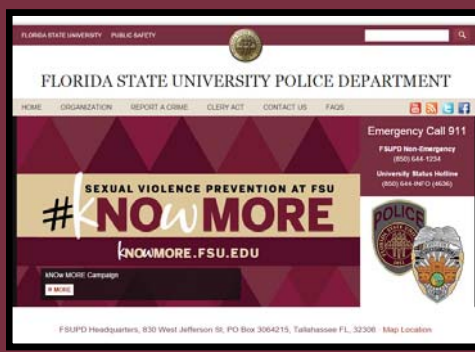 FLORIDA STATE UNIVERSITY PUBLIC SAFETY
FLORIDA STATE UNIVERSITY POLICE DEPARTMENT
HOME ORGANIZATION REPORT A CRIME CLERY ACT CONTACT US FAQS
Emergency Call 911
FSUPD Non-Emergency
(850) 644-1234
University Status Hotline
(850) 644-INFO (4636)
SEXUAL VIOLENCE PREVENTION AT FSU
#kNOwMORE
kNOwMORE.FSU.EDU
kNOw MORE Campaign
MORE
POLICE
FSUPD Headquarters, 830 West Jefferson St, PO Box 3064215, Tallahassee FL, 32306 · Map Location